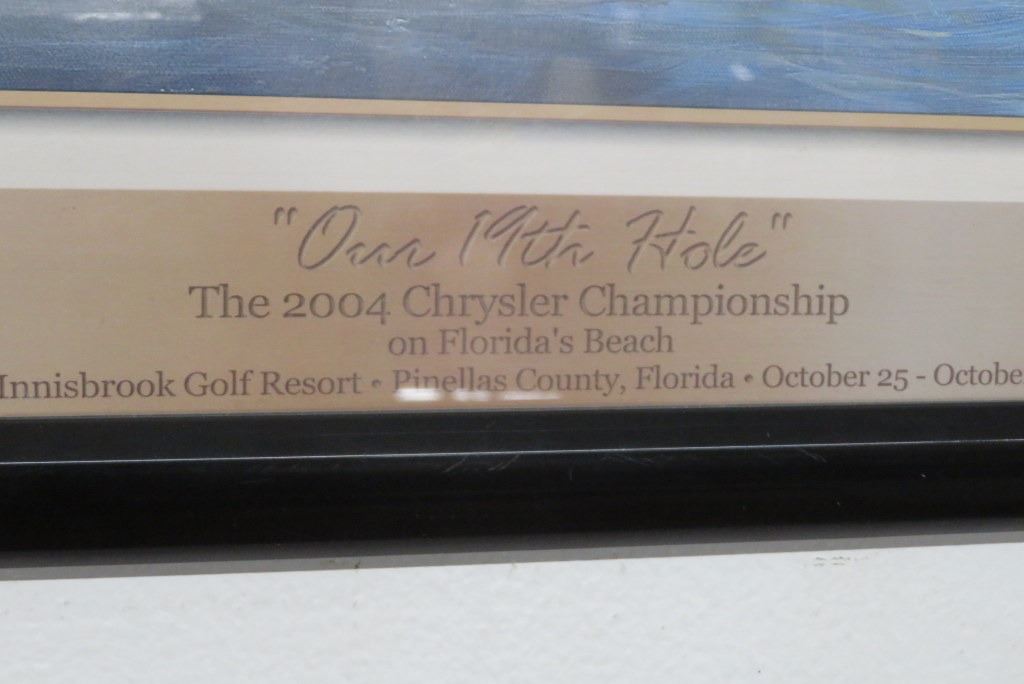 "Our 19th Hole"
The 2004 Chrysler Championship
on Florida's Beach
Innisbrook Golf Resort • Pinellas County, Florida • October 25 - Octobe